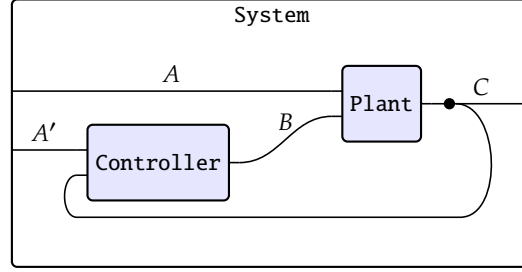 System
A
Plant
C
A′
B
Controller